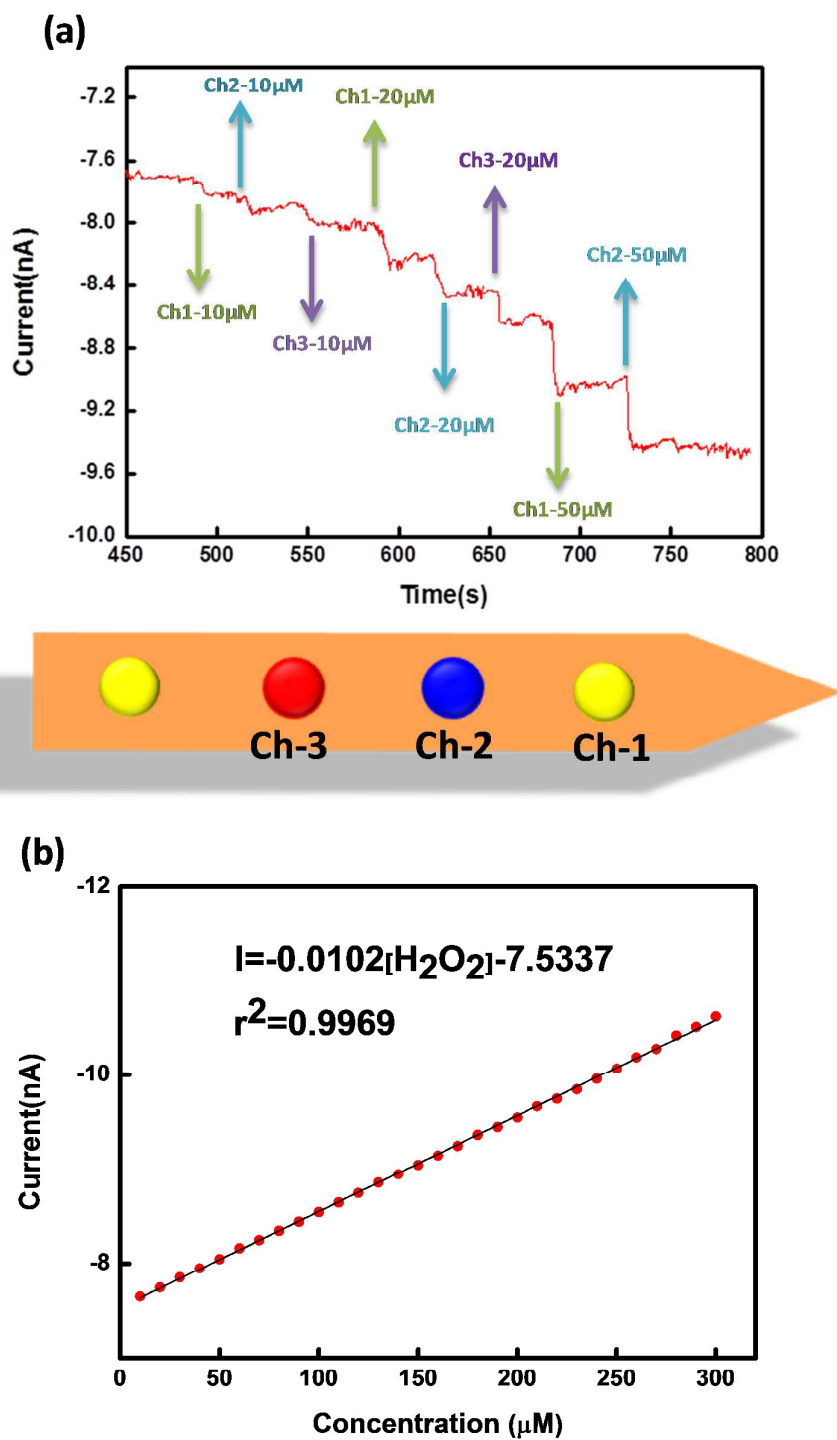 (a)
Ch2-10µM
Ch1-20µM
Ch3-20µM
Ch2-50µM
Ch1-10µM
Ch3-10µM
Ch2-20µM
Ch1-50µM
Current(nA)
-7.2
-7.6
-8.0
-8.4
-8.8
-9.2
-9.6
-10.0
450 500 550 600 650 700 750 800
Time(s)
Ch-3 Ch-2 Ch-1
(b)
-12
I=-0.0102[H₂O₂]-7.5337
r²=0.9969
-10
Current(nA)
-8
0 50 100 150 200 250 300
Concentration (μM)